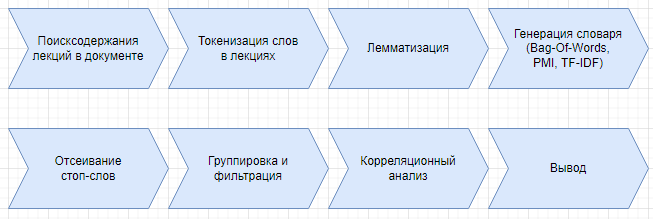 Поисксодержания
лекций в документе
Токенизация слов
в лекциях
Лемматизация
Генерация словаря
(Bag-Of-Words,
PMI, TF-IDF)
Отсеивание
стоп-слов
Группировка и
фильтрация
Корреляционный
анализ
Вывод